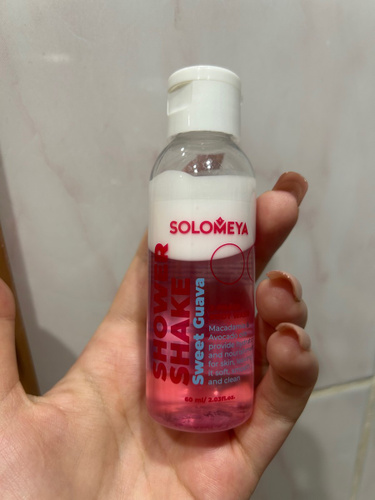 SOLOMEYA
SHOWER
SHAKE
Sweet Guava
Macadamia
Avocado
provide
and nour
for skin,
it soft,
and clean
60 ml/ 2.03fl.oz.